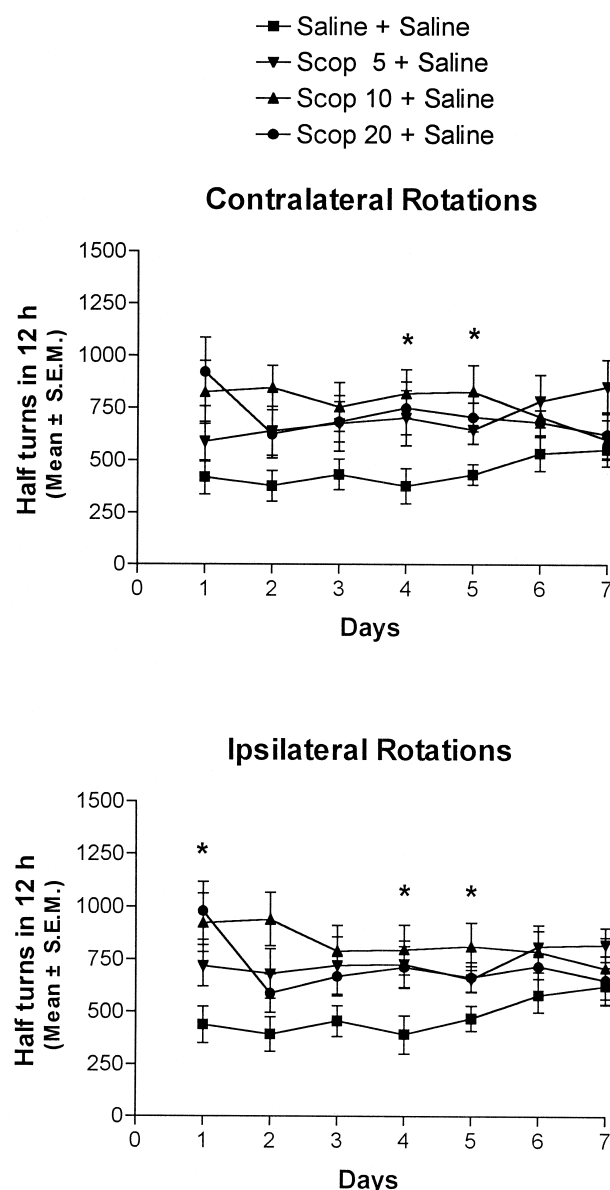 Saline + Saline
Scop 5 + Saline
Scop 10 + Saline
Scop 20 + Saline
Contralateral Rotations
1500
1250
1000
750
500
250
0
Half turns in 12 h
(Mean ± S.E.M.)
* *
0 1 2 3 4 5 6 7
Days
Ipsilateral Rotations
1500
1250
1000
750
500
250
0
Half turns in 12 h
(Mean ± S.E.M.)
* * *
0 1 2 3 4 5 6 7
Days